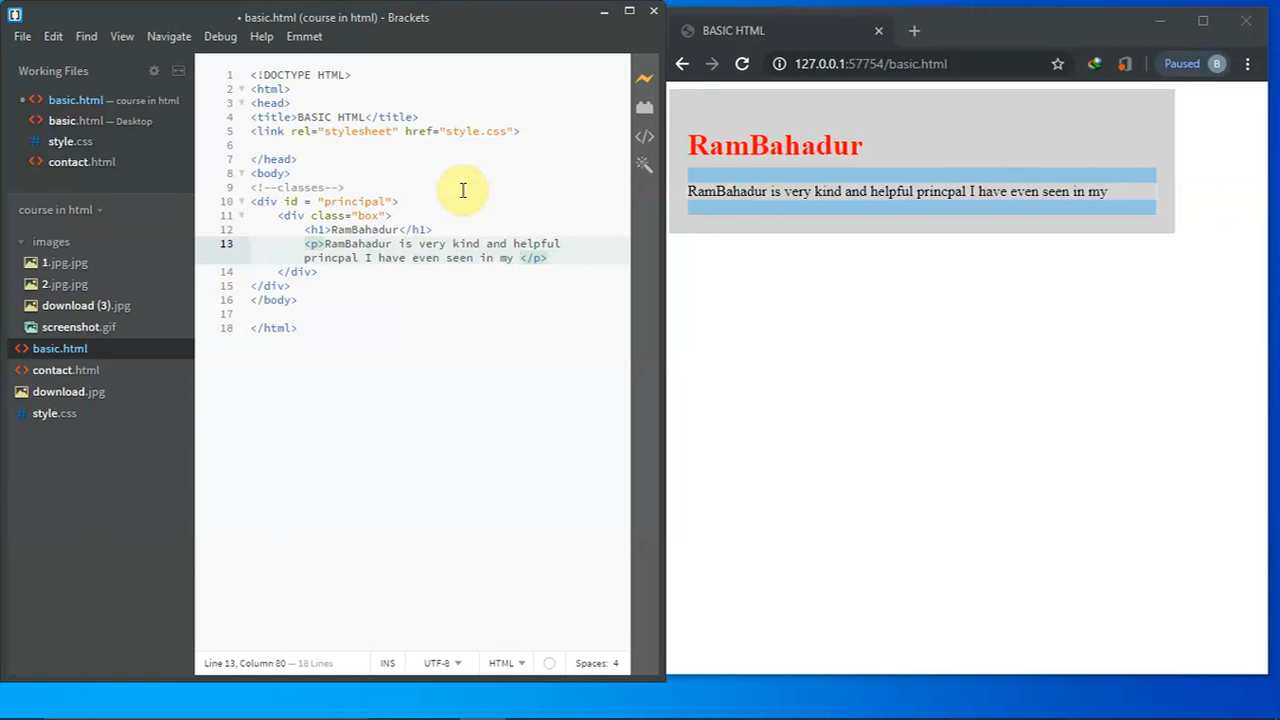 • basic.html (course in html) - Brackets
File Edit Find View Navigate Debug Help Emmet
Working Files
basic.html — course in html
basic.html — Desktop
style.css
contact.html
course in html
images
1.jpg.jpg
2.jpg.jpg
download (3).jpg
screenshot.gif
basic.html
contact.html
download.jpg
style.css
1 <!DOCTYPE HTML>
2 <html>
3 <head>
4 <title>BASIC HTML</title>
5 <link rel="stylesheet" href="style.css">
6
7 </head>
8 <body>
9 <!--classes-->
10 <div id = "principal">
11 <div class="box">
12 <h1>RamBahadur</h1>
13 <p>RamBahadur is very kind and helpful
princpal I have even seen in my </p>
14 </div>
15 </div>
16 </body>
17
18 </html>
Line 13, Column 80 — 18 Lines INS UTF-8 HTML Spaces: 4
BASIC HTML
127.0.0.1:57754/basic.html Paused B
RamBahadur
RamBahadur is very kind and helpful princpal I have even seen in my